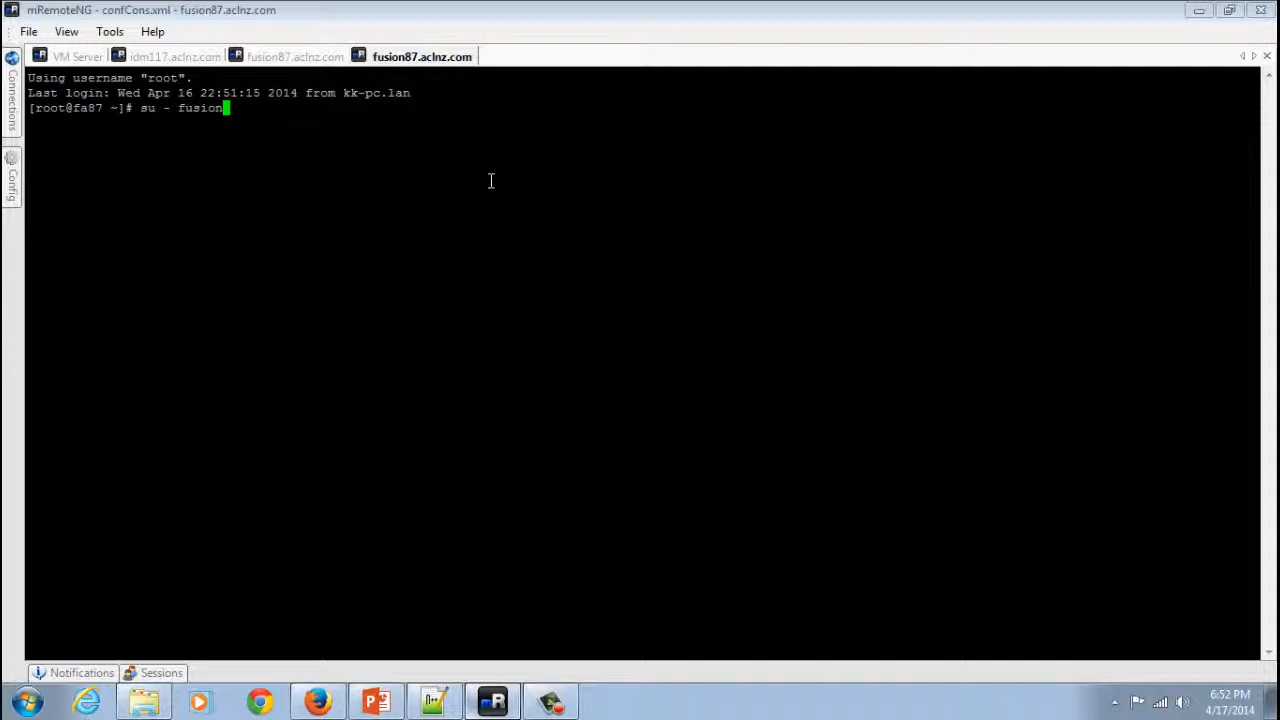 mRemoteNG - confCons.xml - fusion87.aclnz.com
File View Tools Help
VM Server idm117.aclnz.com fusion87.aclnz.com fusion87.aclnz.com
Connections
Config
Using username "root".
Last login: Wed Apr 16 22:51:15 2014 from kk-pc.lan
[root@fa87 ~]# su - fusion
Notifications Sessions
6:52 PM
4/17/2014